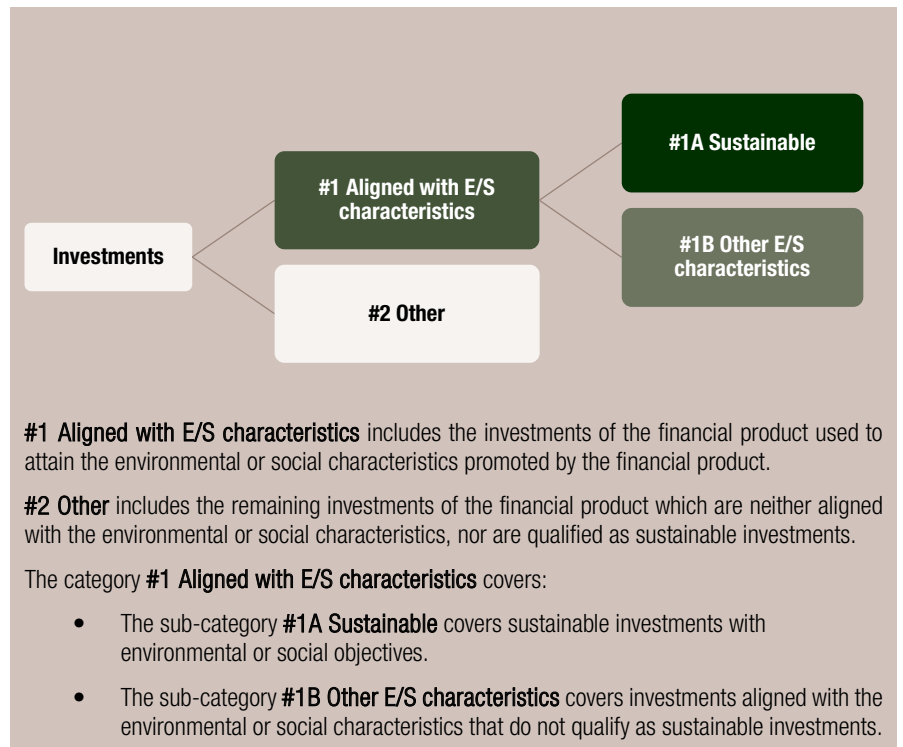 #1A Sustainable
#1 Aligned with E/S
characteristics
#1B Other E/S
characteristics
Investments
#2 Other
#1 Aligned with E/S characteristics includes the investments of the financial product used to
attain the environmental or social characteristics promoted by the financial product.
#2 Other includes the remaining investments of the financial product which are neither aligned
with the environmental or social characteristics, nor are qualified as sustainable investments.
The category #1 Aligned with E/S characteristics covers:
• The sub-category #1A Sustainable covers sustainable investments with
environmental or social objectives.
• The sub-category #1B Other E/S characteristics covers investments aligned with the
environmental or social characteristics that do not qualify as sustainable investments.